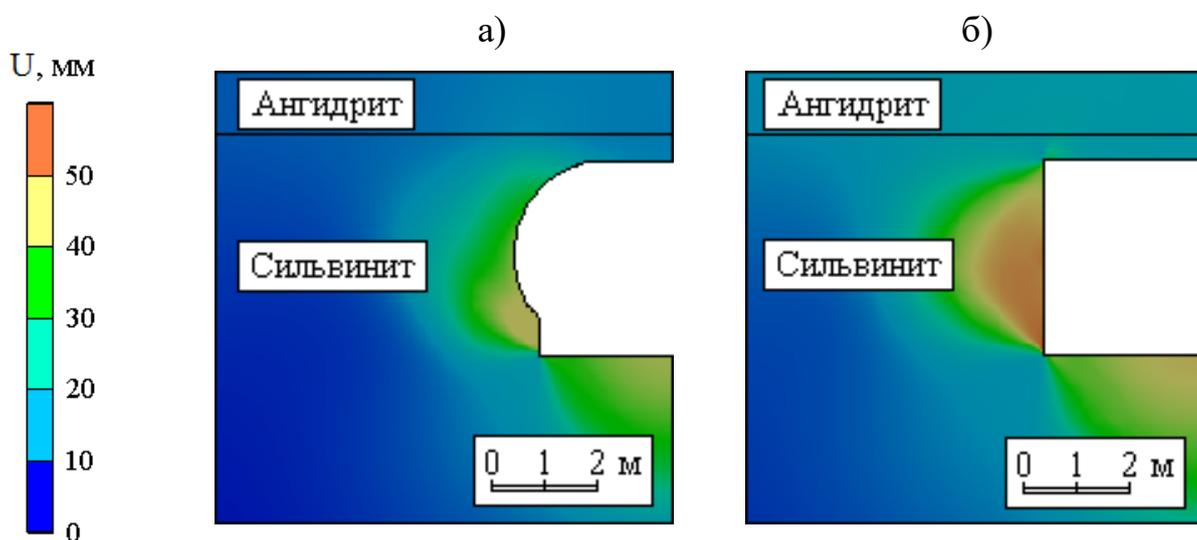 а)
б)
U, мм
50
40
30
20
10
0
Ангидрит
Сильвинит
0 1 2 м
Ангидрит
Сильвинит
0 1 2 м